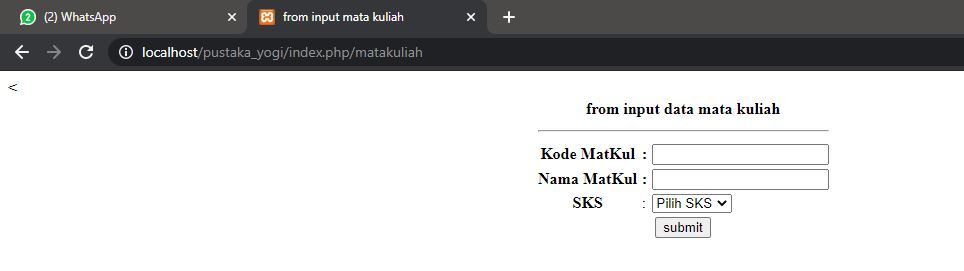 (2) WhatsApp
from input mata kuliah
localhost/pustaka_yogi/index.php/matakuliah
<
from input data mata kuliah
Kode MatKul :
Nama MatKul :
SKS : Pilih SKS
submit